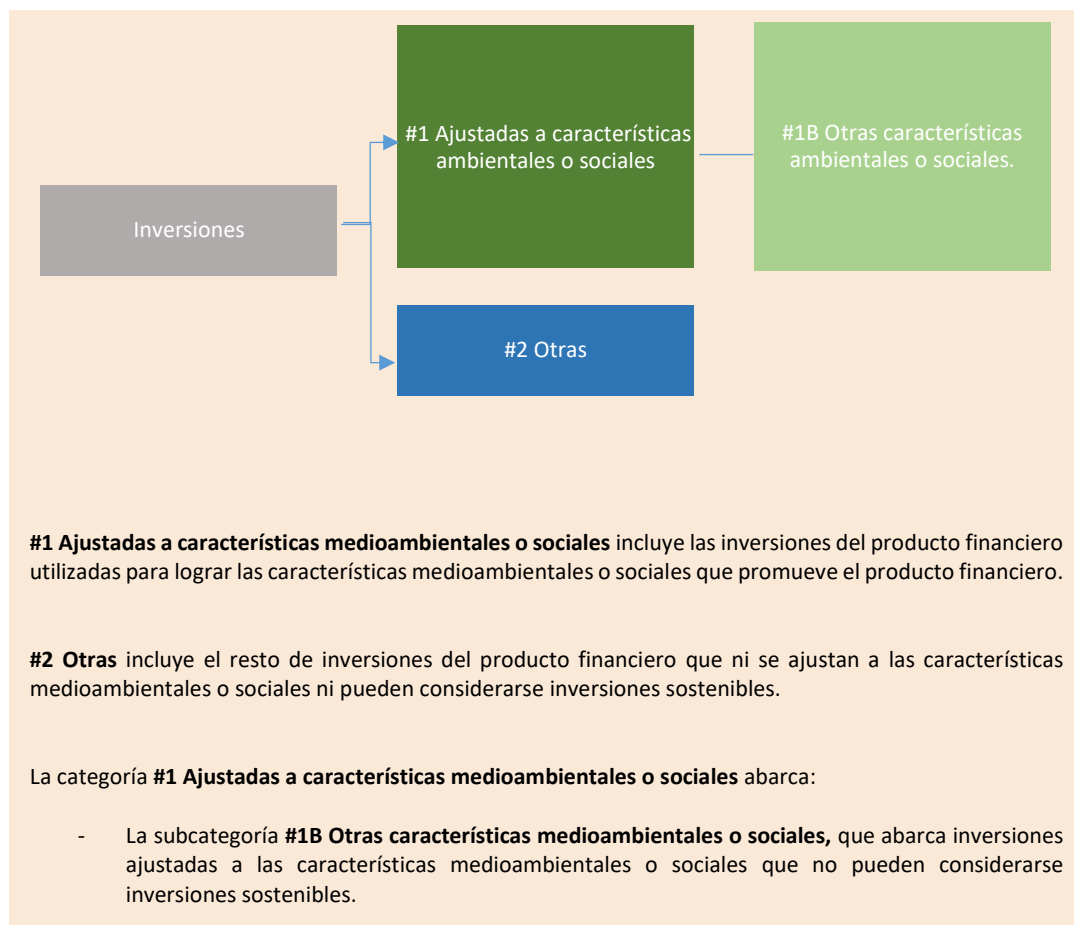 #1 Ajustadas a características
ambientales o sociales
#1B Otras características
ambientales o sociales.
Inversiones
#2 Otras
#1 Ajustadas a características medioambientales o sociales incluye las inversiones del producto financiero
utilizadas para lograr las características medioambientales o sociales que promueve el producto financiero.
#2 Otras incluye el resto de inversiones del producto financiero que ni se ajustan a las características
medioambientales o sociales ni pueden considerarse inversiones sostenibles.
La categoría #1 Ajustadas a características medioambientales o sociales abarca:
- La subcategoría #1B Otras características medioambientales o sociales, que abarca inversiones
ajustadas a las características medioambientales o sociales que no pueden considerarse
inversiones sostenibles.